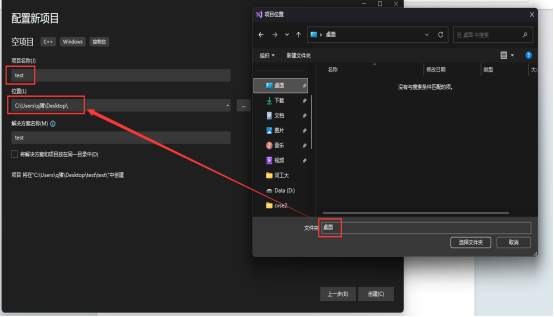 配置新项目
空项目 C++ Windows 控制台
项目名称(J)
test
位置(L)
C:\Users\q猪\Desktop\
...
解决方案名称(M)
test
将解决方案和项目放在同一目录中(D)
项目 将在"C:\Users\q猪\Desktop\test\test\"中创建
上一步(B) 创建(C)
项目位置
桌面
在 桌面 中搜索
组织 新建文件夹
名称 修改日期 类型 大小
没有与搜索条件匹配的项。
桌面
下载
文档
图片
音乐
视频
河工大
Data (D:)
文件夹: 桌面
选择文件夹 取消